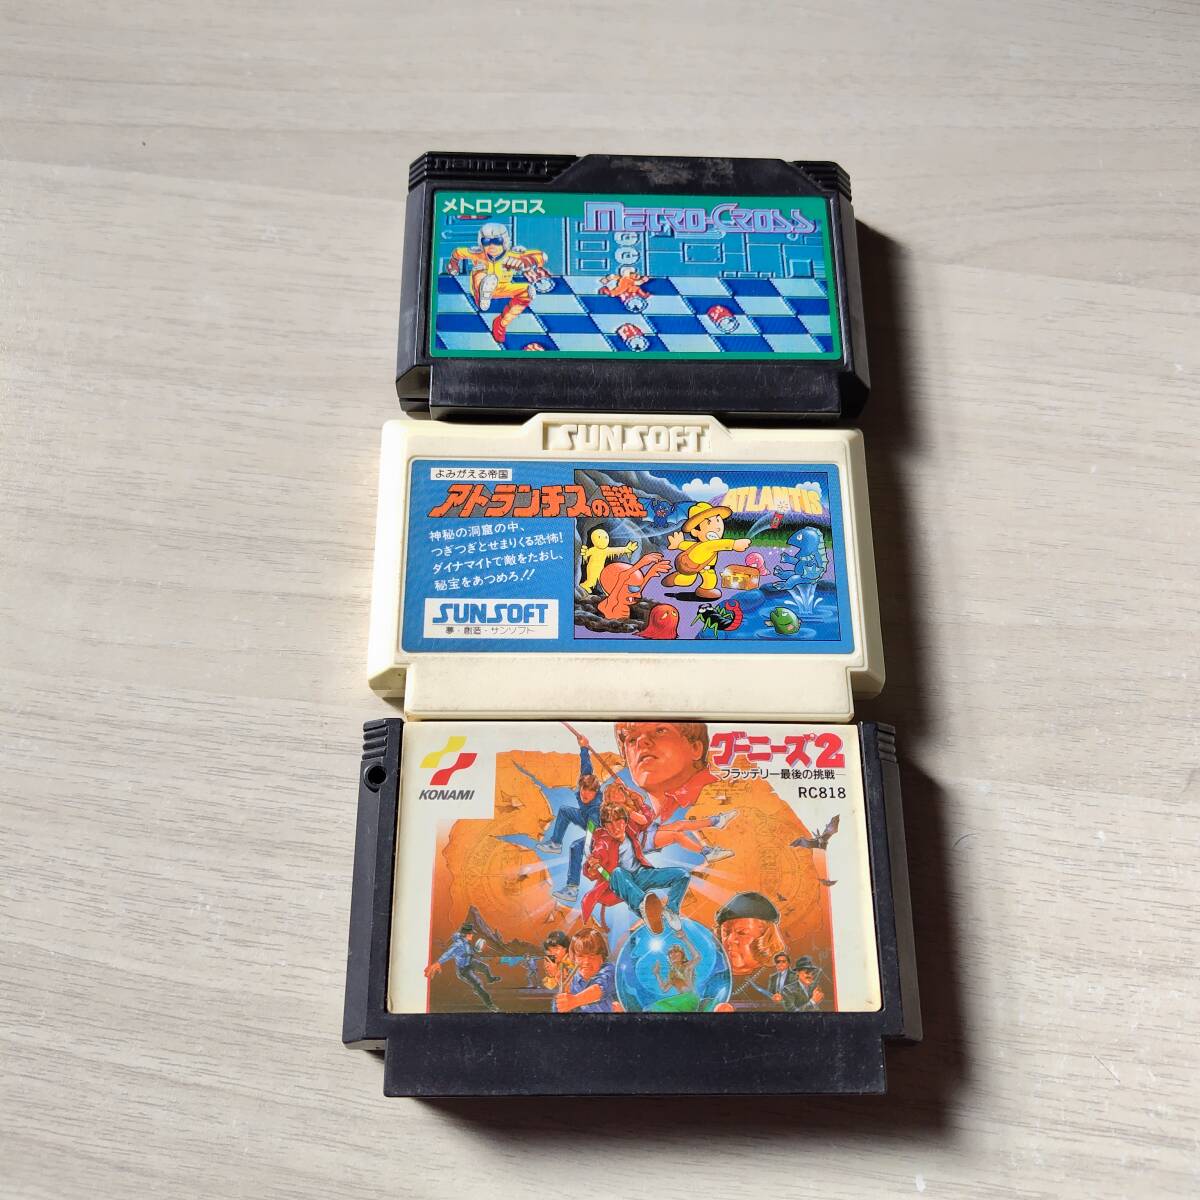 namcoT
メトロクロス
METRO-CROSS
SUNSOFT
よみがえる帝国
アトランチスの謎
ATLANTIS
神秘の洞窟の中、
つぎつぎとせまりくる恐怖!
ダイナマイトで敵をたおし、
秘宝をあつめろ!!
SUNSOFT
夢・創造・サンソフト
KONAMI
グーニーズ2
—フラッテリー最後の挑戦—
RC818